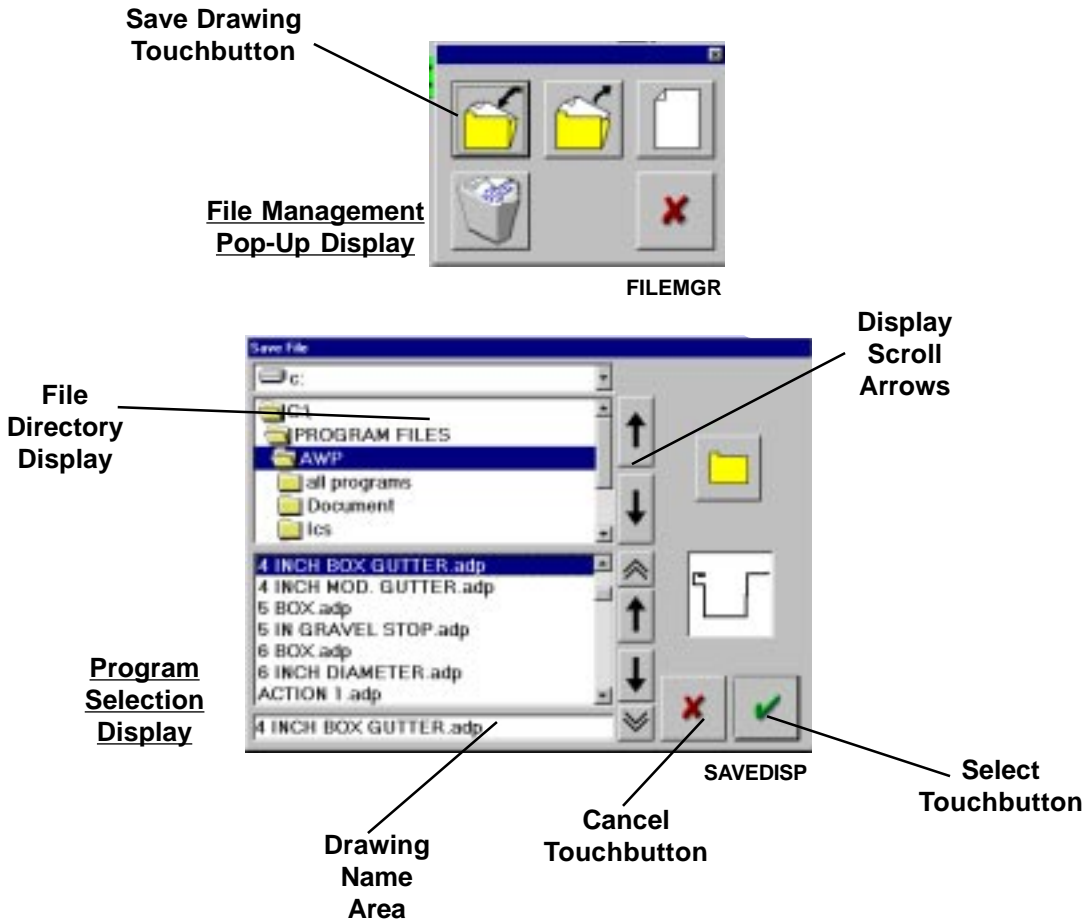 Save Drawing
Touchbutton
File Management
Pop-Up Display
FILEMGR
Display
Scroll
Arrows
File
Directory
Display
Save File
c:
C:\
PROGRAM FILES
AWP
all programs
Document
Ics
4 INCH BOX GUTTER.adp
4 INCH MOD. GUTTER.adp
5 BOX.adp
5 IN GRAVEL STOP.adp
6 BOX.adp
6 INCH DIAMETER.adp
ACTION 1.adp
4 INCH BOX GUTTER.adp
Program
Selection
Display
SAVEDISP
Select
Touchbutton
Cancel
Touchbutton
Drawing
Name
Area